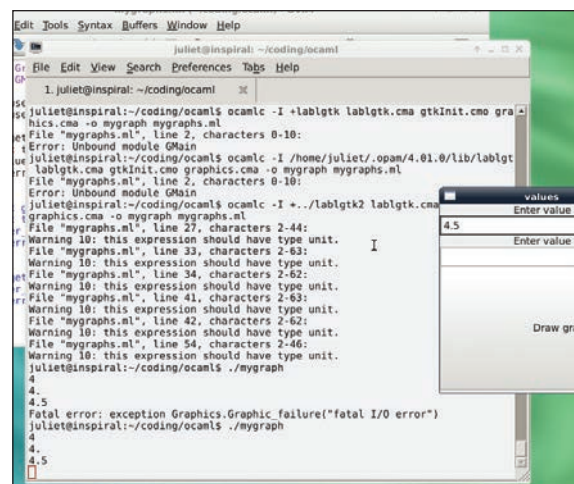 Edit Tools Syntax Buffers Window Help
juliet@inspiral: ~/coding/ocaml
File Edit View Search Preferences Tabs Help
1. juliet@inspiral: ~/coding/ocaml
juliet@inspiral:~/coding/ocaml$ ocamlc -I +lablgtk lablgtk.cma gtkInit.cmo gra
hics.cma -o mygraph mygraphs.ml
File "mygraphs.ml", line 2, characters 0-10:
Error: Unbound module GMain
juliet@inspiral:~/coding/ocaml$ ocamlc -I /home/juliet/.opam/4.01.0/lib/lablgt
lablgtk.cma gtkInit.cmo graphics.cma -o mygraph mygraphs.ml
File "mygraphs.ml", line 2, characters 0-10:
Error: Unbound module GMain
juliet@inspiral:~/coding/ocaml$ ocamlc -I +../lablgtk2 lablgtk.cma
graphics.cma -o mygraph mygraphs.ml
File "mygraphs.ml", line 27, characters 2-44:
Warning 10: this expression should have type unit.
File "mygraphs.ml", line 33, characters 2-63:
Warning 10: this expression should have type unit.
File "mygraphs.ml", line 34, characters 2-62:
Warning 10: this expression should have type unit.
File "mygraphs.ml", line 41, characters 2-63:
Warning 10: this expression should have type unit.
File "mygraphs.ml", line 42, characters 2-62:
Warning 10: this expression should have type unit.
File "mygraphs.ml", line 54, characters 2-46:
Warning 10: this expression should have type unit.
juliet@inspiral:~/coding/ocaml$ ./mygraph
4
4.
4.5
Fatal error: exception Graphics.Graphic_failure("fatal I/O error")
juliet@inspiral:~/coding/ocaml$ ./mygraph
4
4.
4.5
values
Enter value
4.5
Enter value
Draw gra